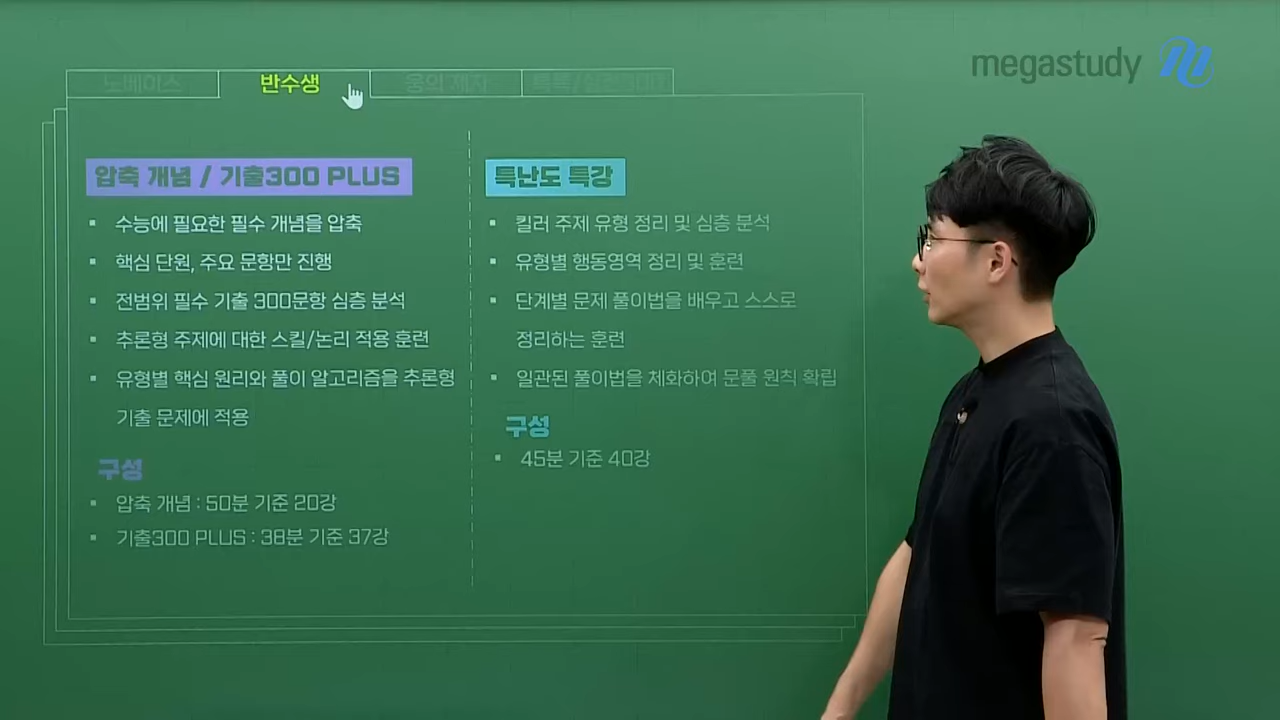 megastudy
노베이스
반수생
압축 개념 / 기출300 PLUS
▪ 수능에 필요한 필수 개념을 압축
▪ 핵심 단원, 주요 문항만 진행
▪ 전범위 필수 기출 300문항 심층 분석
▪ 추론형 주제에 대한 스킬/논리 적용 훈련
▪ 유형별 핵심 원리와 풀이 알고리즘을 추론형
기출 문제에 적용
구성
▪ 압축 개념 : 50분 기준 20강
▪ 기출300 PLUS : 38분 기준 37강
특난도 특강
▪ 킬러 주제 유형 정리 및 심층 분석
▪ 유형별 행동영역 정리 및 훈련
▪ 단계별 문제 풀이법을 배우고 스스로
정리하는 훈련
▪ 일관된 풀이법을 체화하여 문풀 원칙 확립
구성
▪ 45분 기준 40강